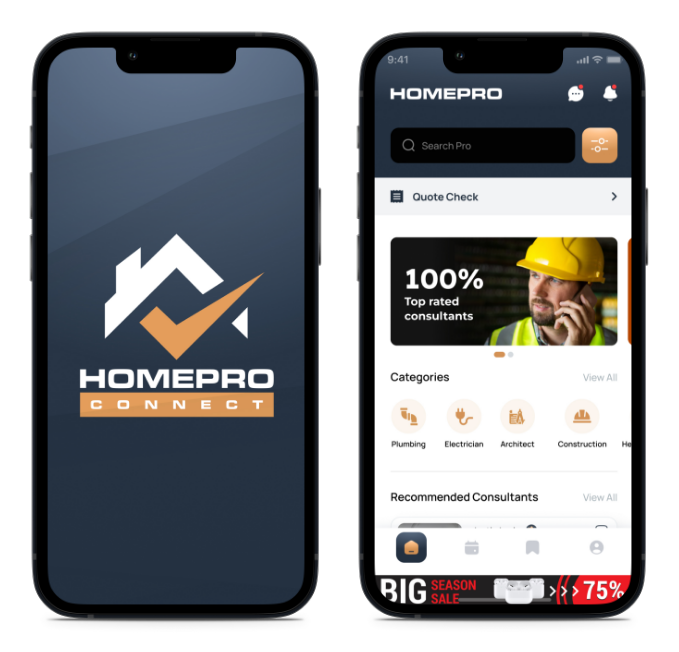 HOMEPRO
CONNECT
9:41
HOMEPRO
Search Pro
Quote Check
100%
Top rated
consultants
Categories
View All
Plumbing
Electrician
Architect
Construction
He
Recommended Consultants
View All
BIG SEASON
SALE
75%